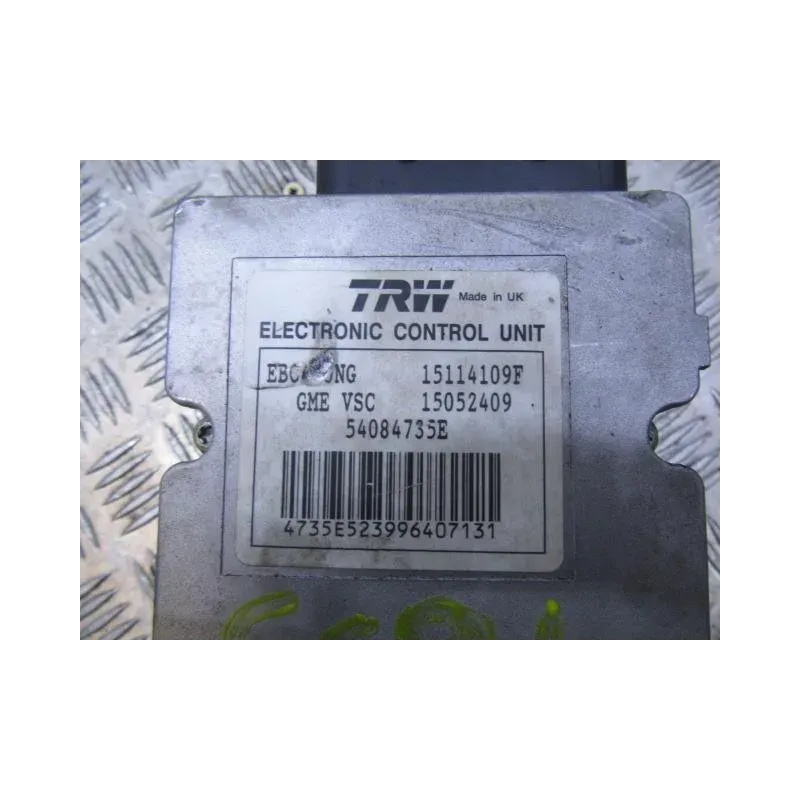 TRW Made in UK
ELECTRONIC CONTROL UNIT
15114109F
GME VSC 15052409
54084735E
4735E523996407131